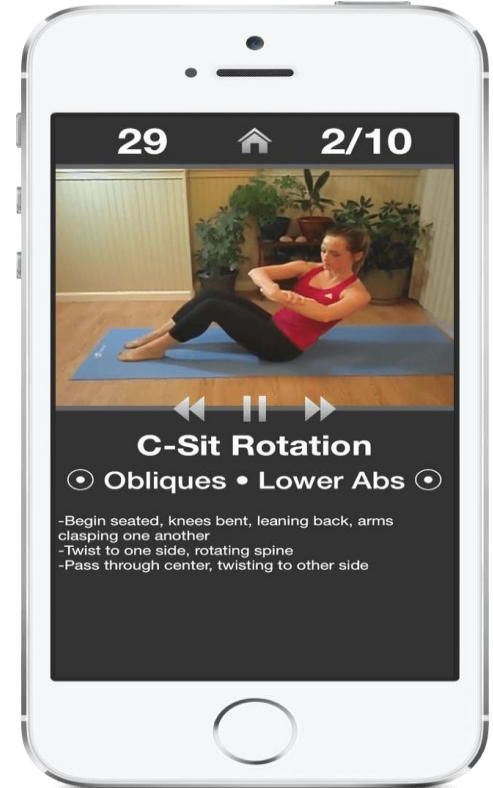 29 2/10
C-Sit Rotation
Obliques • Lower Abs
-Begin seated, knees bent, leaning back, arms
clasping one another
-Twist to one side, rotating spine
-Pass through center, twisting to other side